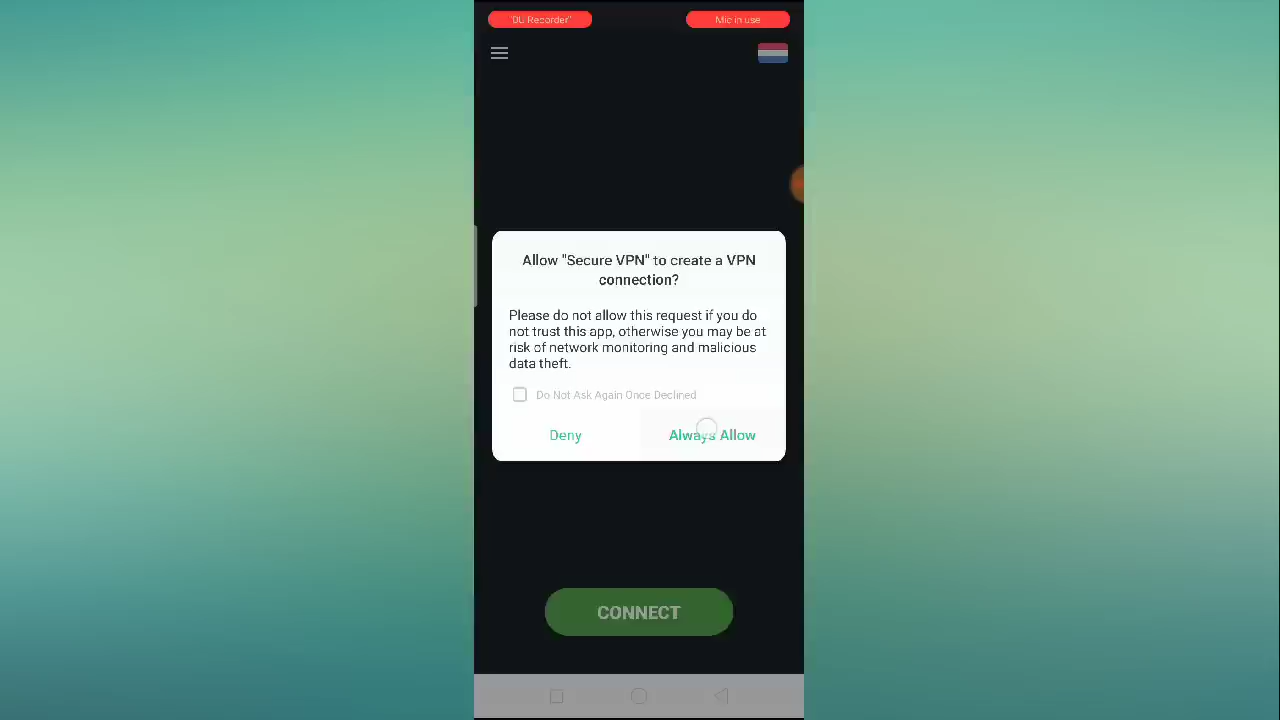 "DU Recorder"
Mic in use
Allow "Secure VPN" to create a VPN
connection?
Please do not allow this request if you do
not trust this app, otherwise you may be at
risk of network monitoring and malicious
data theft.
Do Not Ask Again Once Declined
Deny
Always Allow
CONNECT